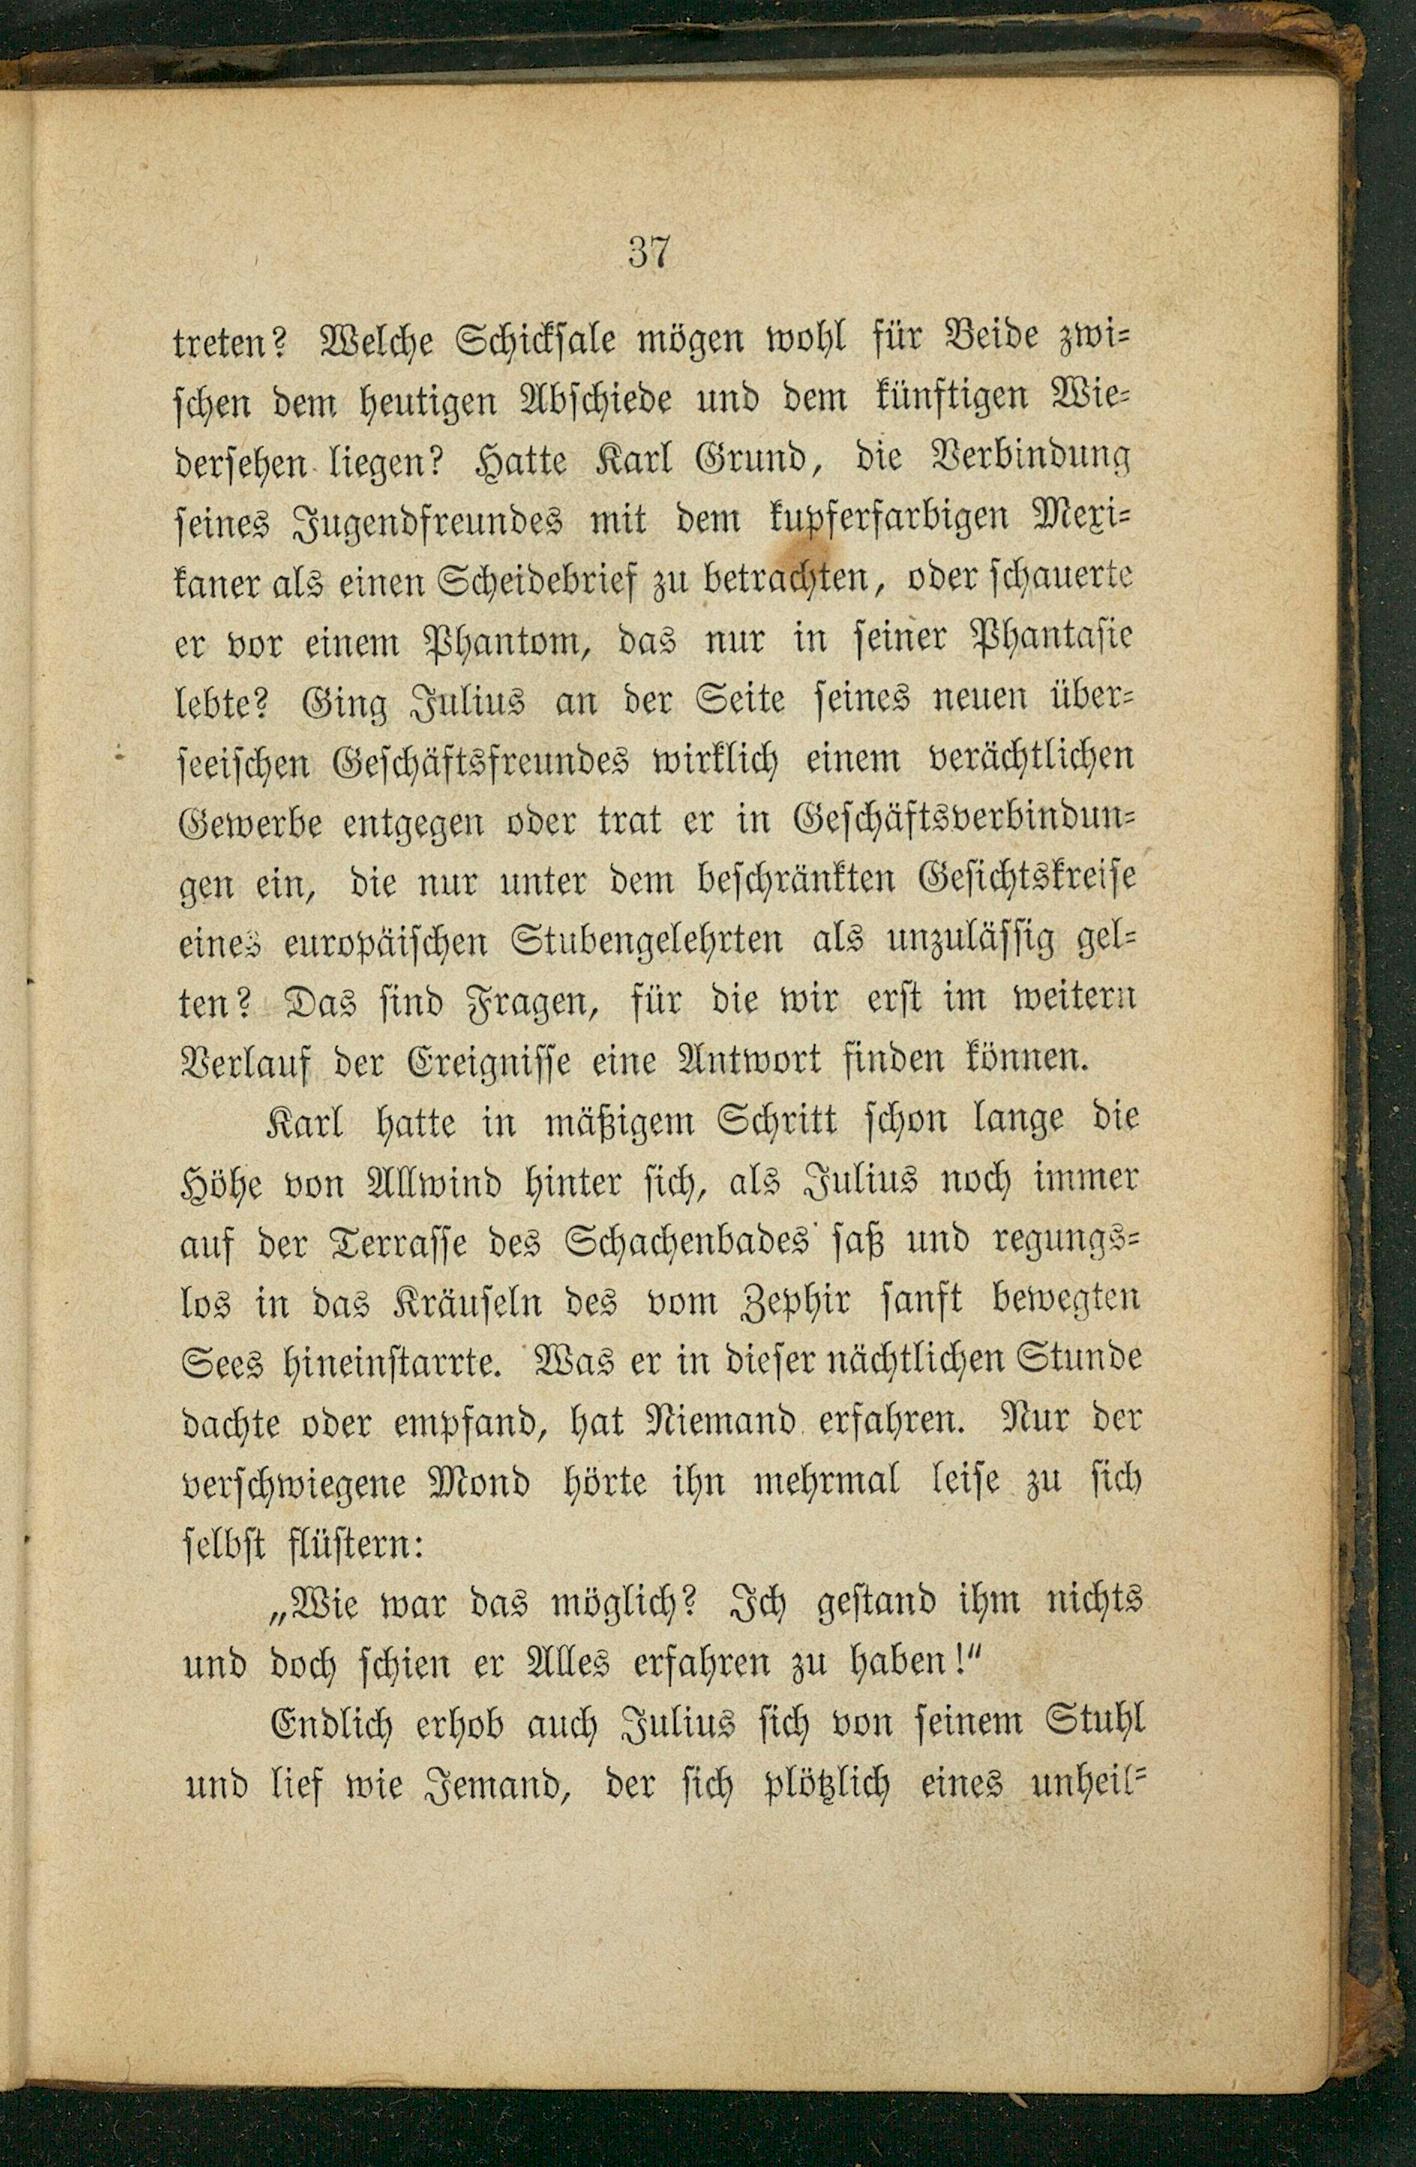 37
treten? Welche Schicksale mögen wohl für Beide zwi-
schen dem heutigen Abschiede und dem künftigen Wie-
dersehen liegen? Hatte Karl Grund, die Verbindung
seines Jugendfreundes mit dem kupferfarbigen Mexi-
kaner als einen Scheidebrief zu betrachten, oder schauerte
er vor einem Phantom, das nur in seiner Phantasie
lebte? Ging Julius an der Seite seines neuen über-
seeischen Geschäftsfreundes wirklich einem verächtlichen
Gewerbe entgegen oder trat er in Geschäftsverbindun-
gen ein, die nur unter dem beschränkten Gesichtskreise
eines europäischen Stubengelehrten als unzulässig gel-
ten? Das sind Fragen, für die wir erst im weitern
Verlauf der Ereignisse eine Antwort finden können.
Karl hatte in mäßigem Schritt schon lange die
Höhe von Allwind hinter sich, als Julius noch immer
auf der Terrasse des Schachenbades saß und regungs-
los in das Kräuseln des vom Zephir sanft bewegten
Sees hineinstarrte. Was er in dieser nächtlichen Stunde
dachte oder empfand, hat Niemand erfahren. Nur der
verschwiegene Mond hörte ihn mehrmal leise zu sich
selbst flüstern:
„Wie war das möglich? Ich gestand ihm nichts
und doch schien er Alles erfahren zu haben!“
Endlich erhob auch Julius sich von seinem Stuhl
und lief wie Jemand, der sich plötzlich eines unheil-